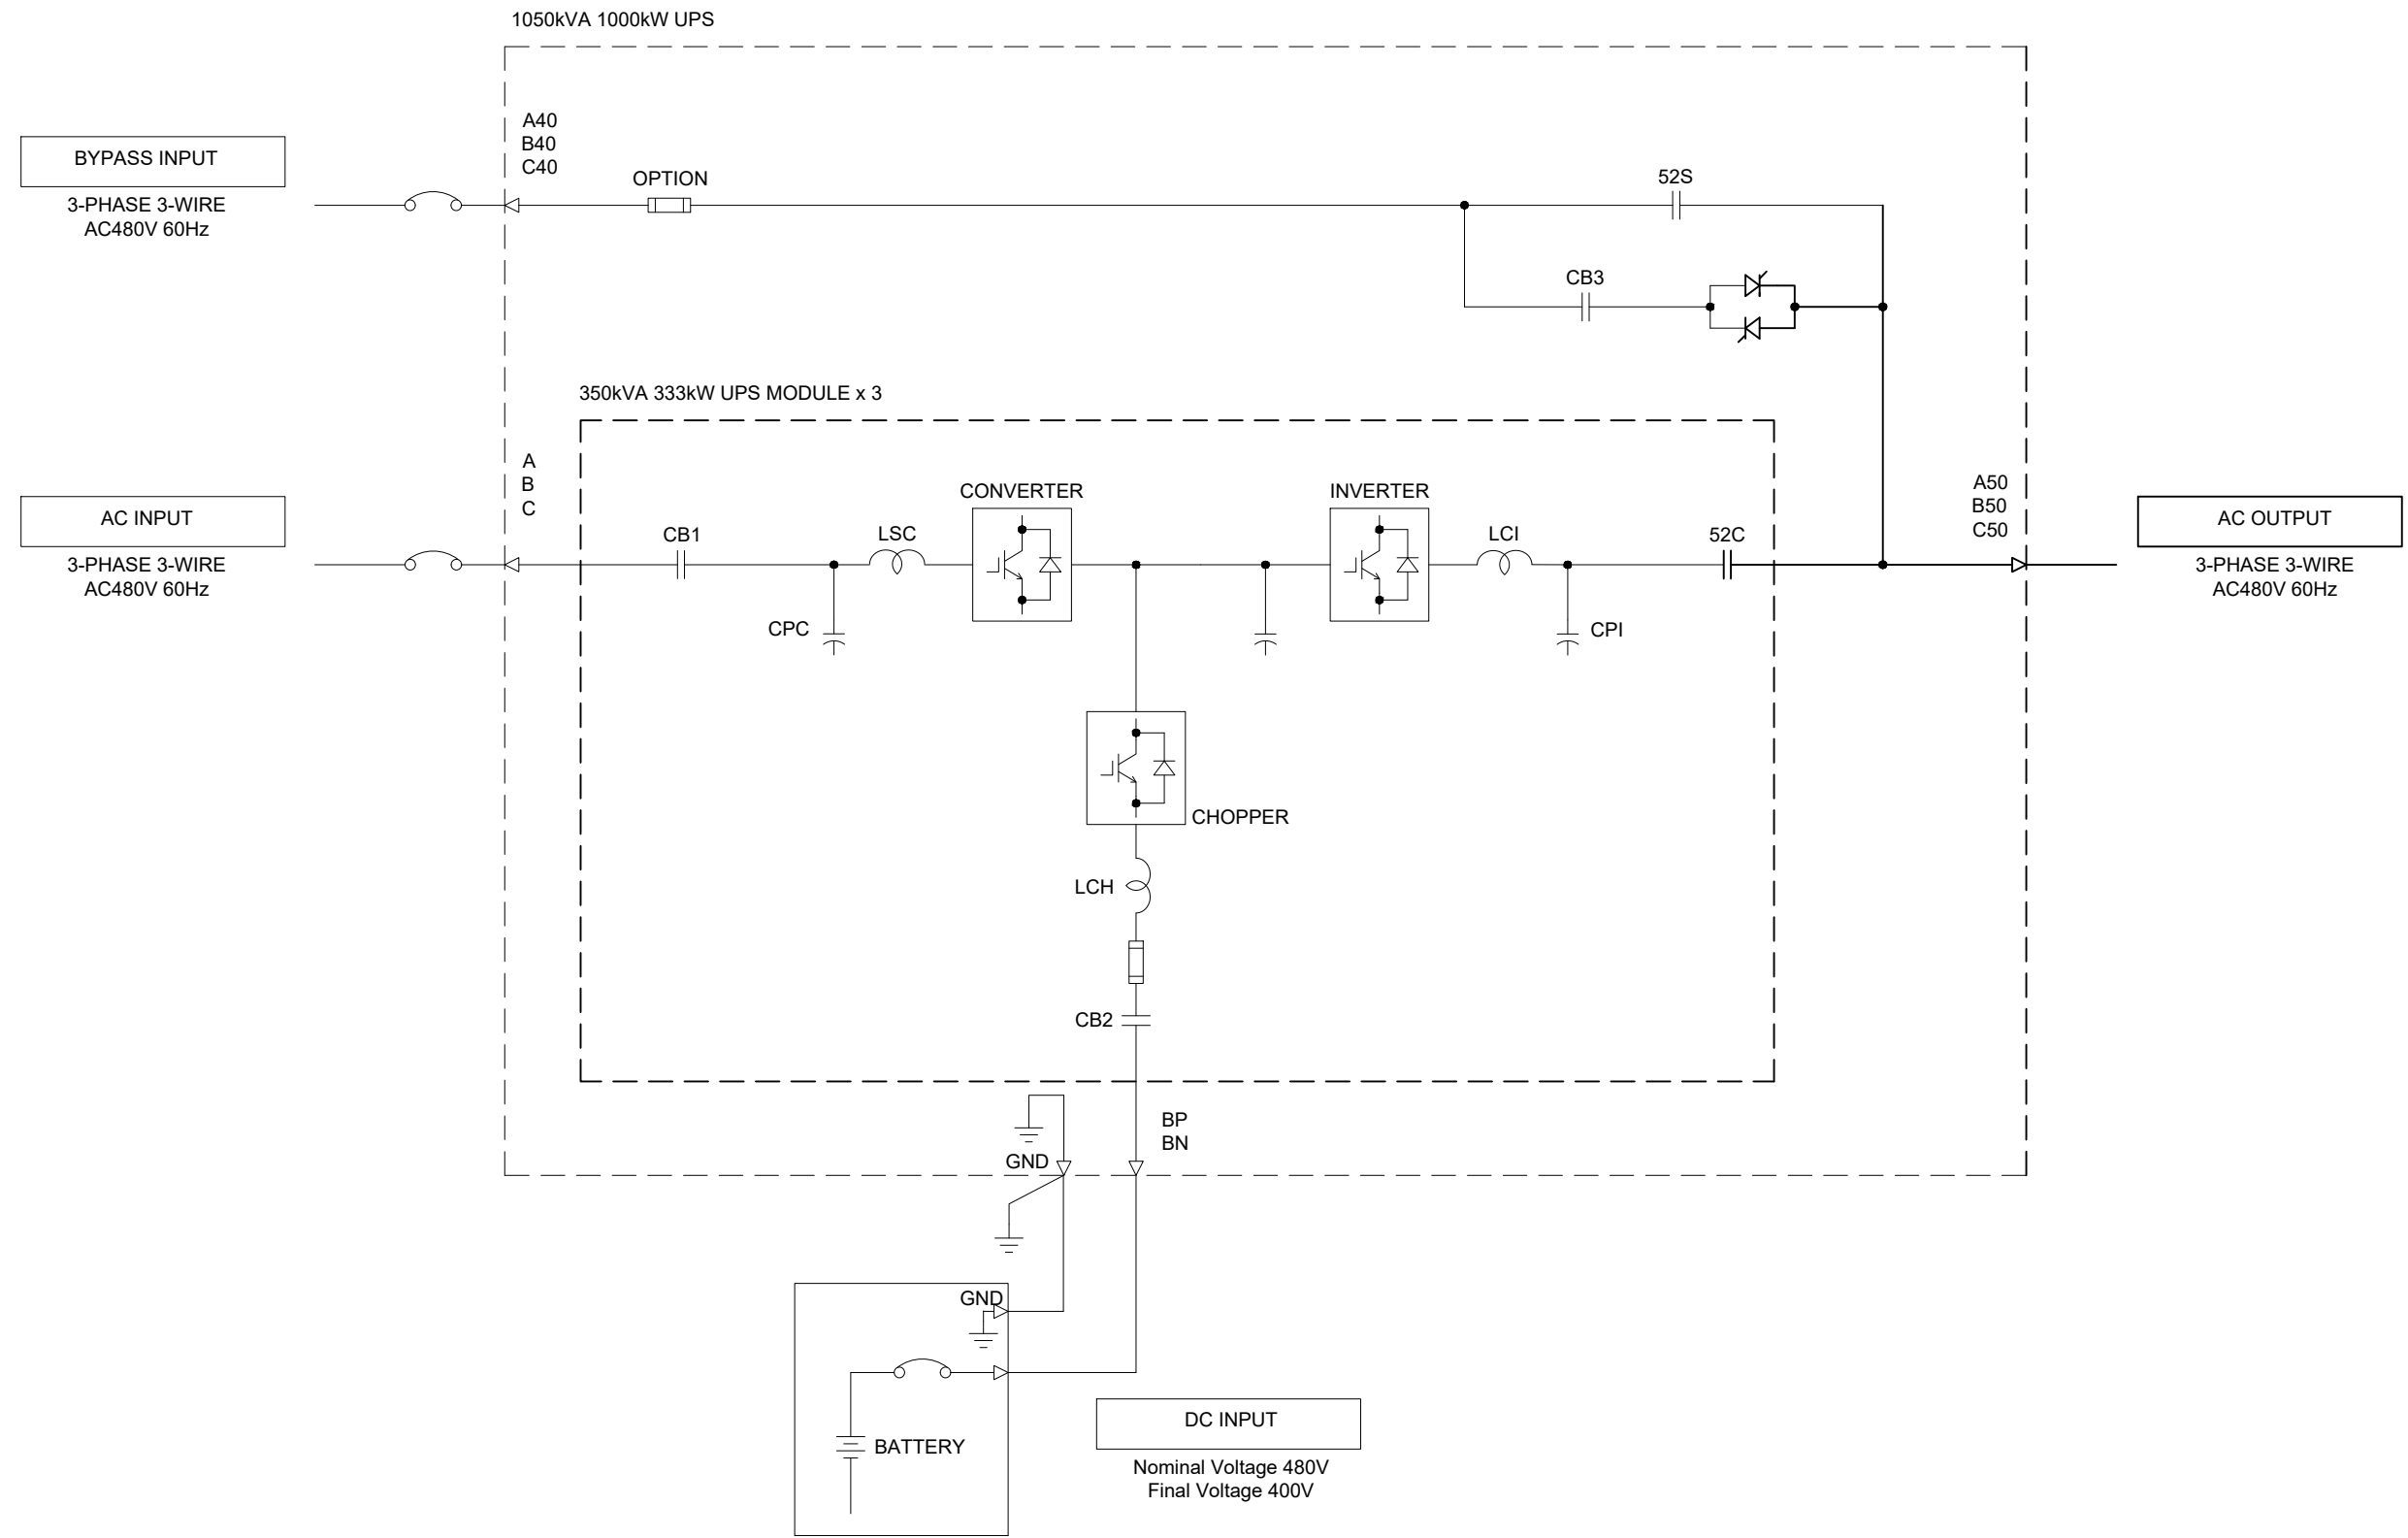 1050kVA 1000kW UPS
A40
B40
C40
BYPASS INPUT
3-PHASE 3-WIRE
AC480V 60Hz
OPTION
52S
CB3
350kVA 333kW UPS MODULE x 3
A
B
C
AC INPUT
3-PHASE 3-WIRE
AC480V 60Hz
CB1
LSC
CONVERTER
INVERTER
LCI
52C
A50
B50
C50
AC OUTPUT
3-PHASE 3-WIRE
AC480V 60Hz
CPC
CPI
CHOPPER
LCH
CB2
BP
BN
GND
GND
BATTERY
DC INPUT
Nominal Voltage 480V
Final Voltage 400V